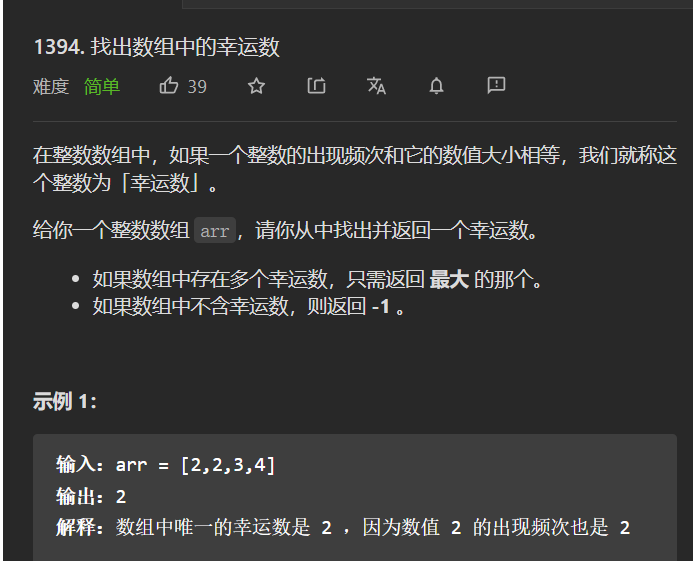 1394. 找出数组中的幸运数
难度 简单 39
在整数数组中，如果一个整数的出现频次和它的数值大小相等，我们就称这
个整数为「幸运数」。
给你一个整数数组 arr，请你从中找出并返回一个幸运数。
• 如果数组中存在多个幸运数，只需返回 最大 的那个。
• 如果数组中不含幸运数，则返回 -1 。
示例 1：
输入：arr = [2,2,3,4]
输出：2
解释：数组中唯一的幸运数是 2 ，因为数值 2 的出现频次也是 2